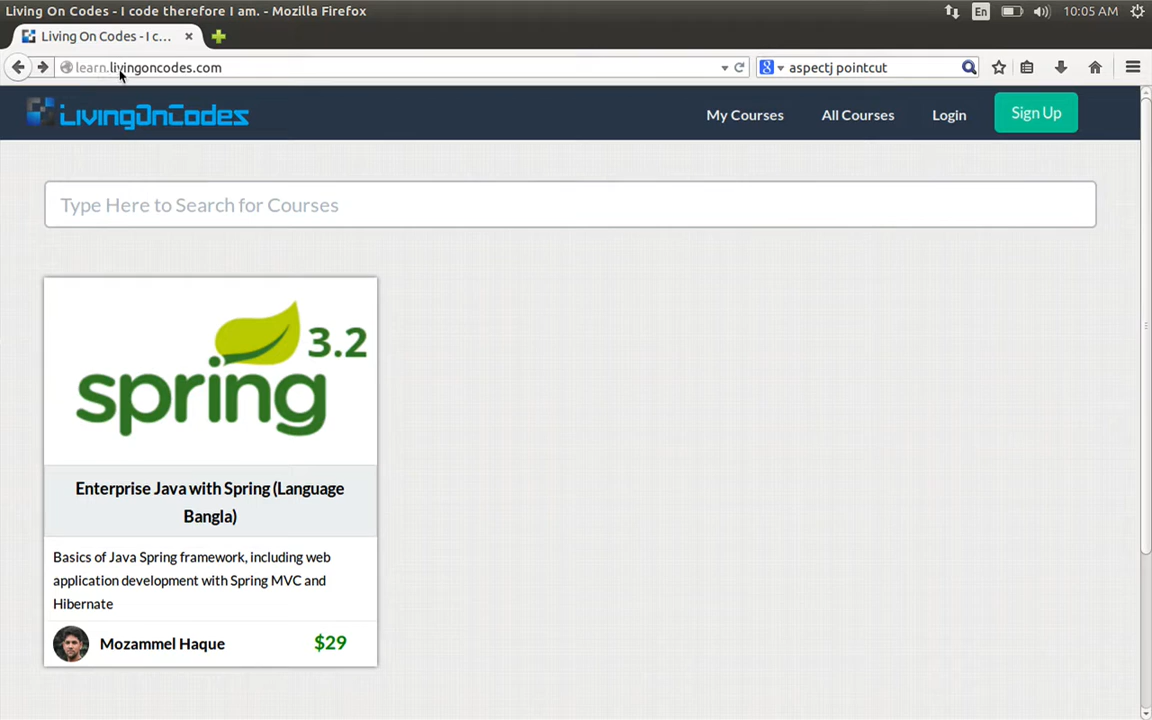 Living On Codes - I code therefore I am. - Mozilla Firefox
En
10:05 AM
Living On Codes - I c...
learn.livingoncodes.com
aspectj pointcut
LivingOnCodes
My Courses
All Courses
Login
Sign Up
Type Here to Search for Courses
3.2
spring
Enterprise Java with Spring (Language
Bangla)
Basics of Java Spring framework, including web
application development with Spring MVC and
Hibernate
Mozammel Haque
$29